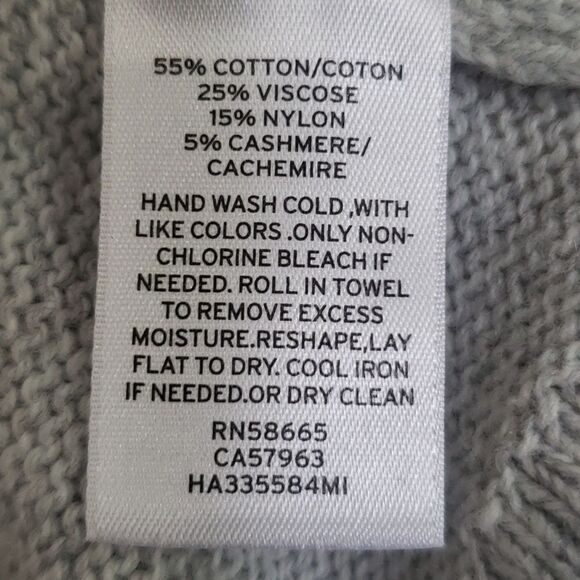 55% COTTON/COTON
25% VISCOSE
15% NYLON
5% CASHMERE/
CACHEMIRE
HAND WASH COLD ,WITH
LIKE COLORS .ONLY NON-
CHLORINE BLEACH IF
NEEDED. ROLL IN TOWEL
TO REMOVE EXCESS
MOISTURE.RESHAPE,LAY
FLAT TO DRY. COOL IRON
IF NEEDED.OR DRY CLEAN
RN58665
CA57963
HA335584MI